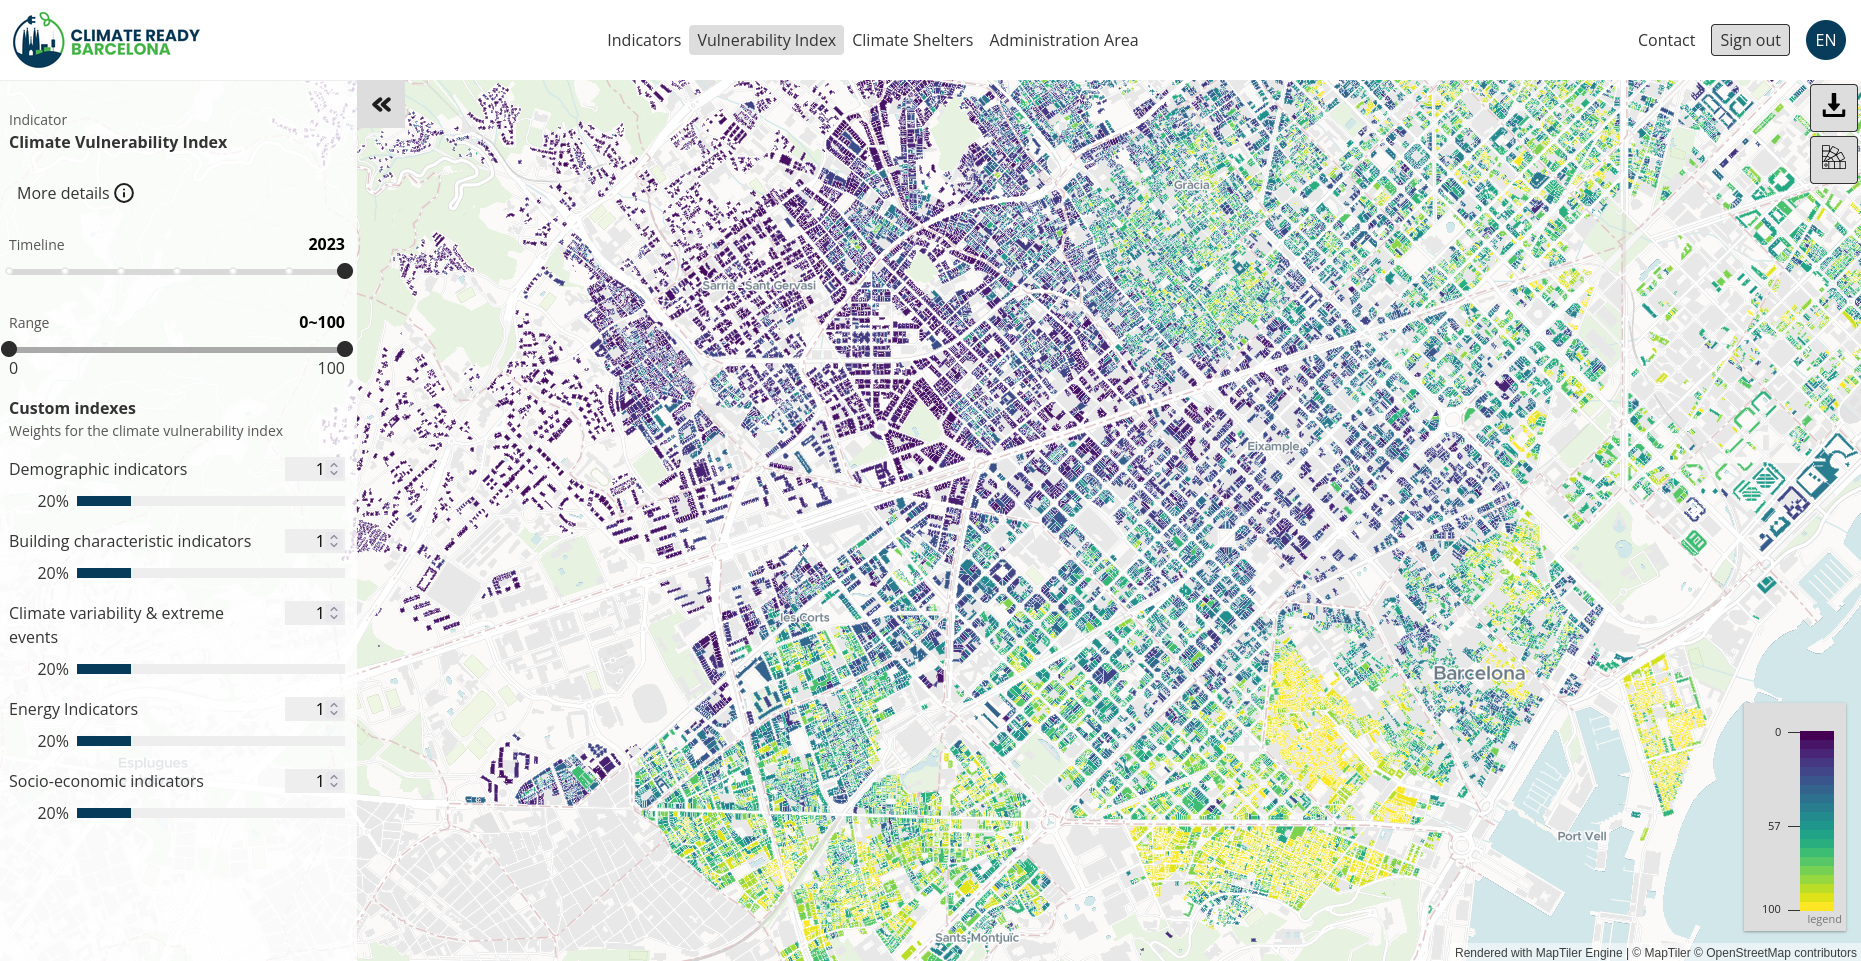 CLIMATE READY
BARCELONA
Indicators
Vulnerability Index
Climate Shelters
Administration Area
Contact
Sign out
EN
Indicator
Climate Vulnerability Index
More details
Timeline
2023
Range
0~100
0
100
Custom indexes
Weights for the climate vulnerability index
Demographic indicators
1
20%
Building characteristic indicators
1
20%
Climate variability & extreme
events
1
20%
Energy Indicators
1
20%
Esplugues
Socio-economic indicators
1
20%
Gràcia
Sarrià - Sant Gervasi
Eixample
les Corts
Barcelona
Port Vell
Sants-Montjuïc
0
57
100
legend
Rendered with MapTiler Engine | © MapTiler © OpenStreetMap contributors